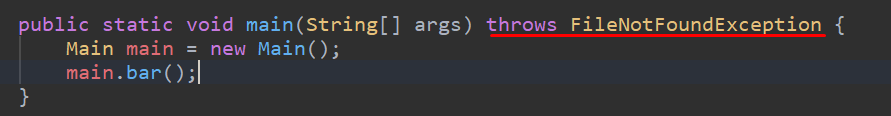 public static void main(String[] args) throws FileNotFoundException {
    Main main = new Main();
    main.bar();
}